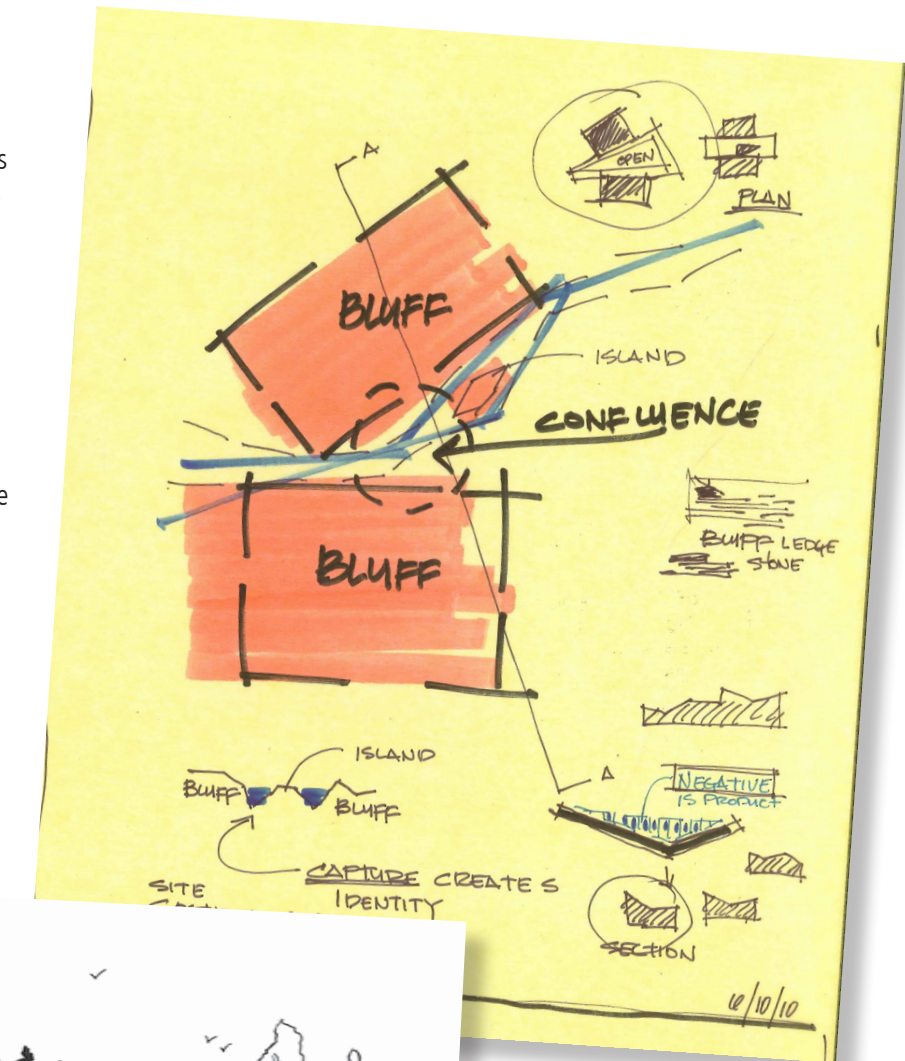 s
A
OPEN
PLAN
BLUFF
ISLAND
CONFLUENCE
e
BLUFF LEDGE
STONE
BLUFF
ISLAND
BLUFF
BLUFF
A
NEGATIVE
IS PRODUCT
CAPTURE CREATES
IDENTITY
SITE
SECTION
6/10/10